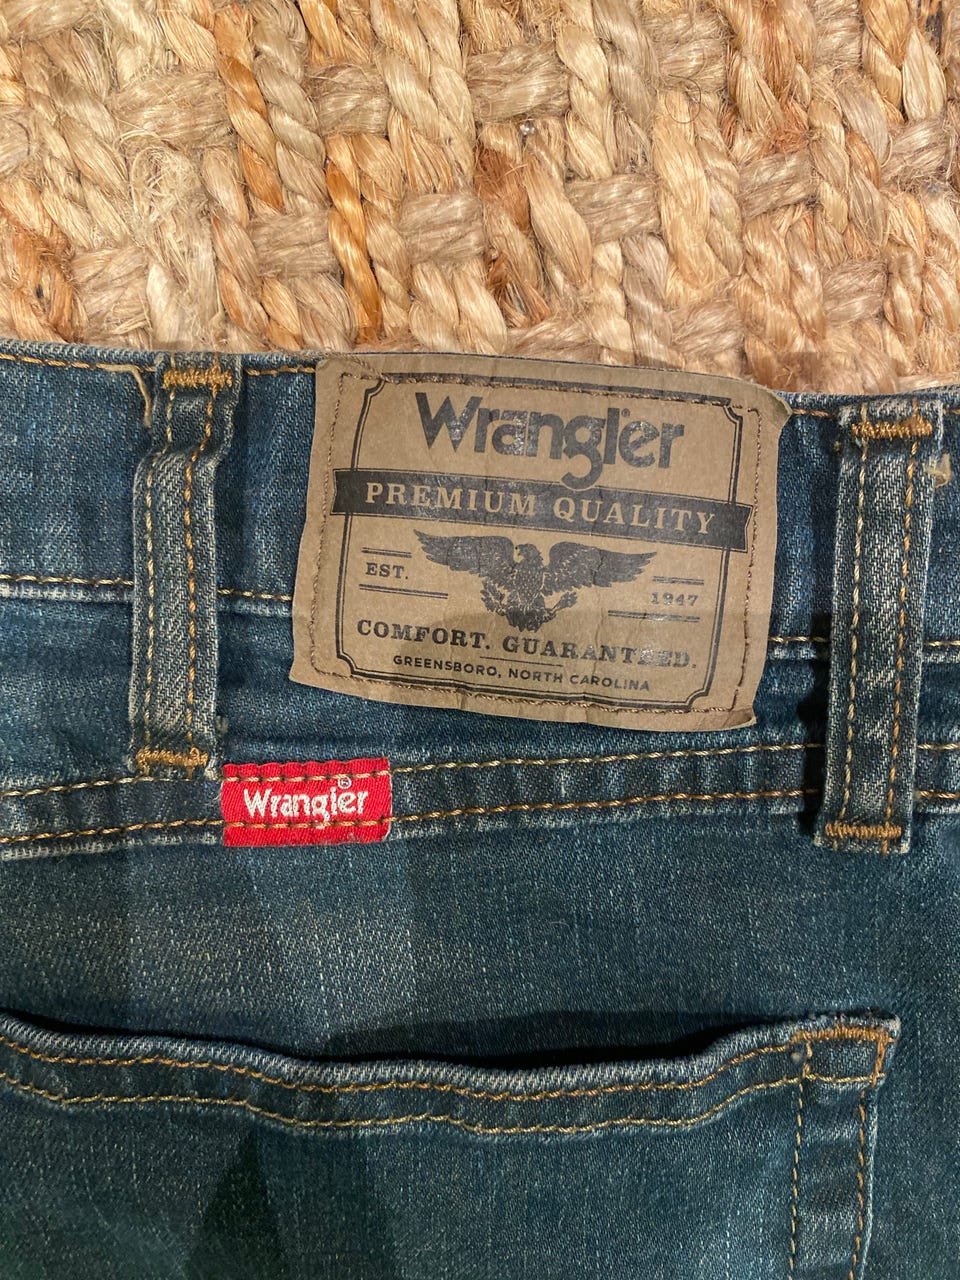 Wrangler
PREMIUM QUALITY
EST.
1947
COMFORT. GUARANTEED.
GREENSBORO, NORTH CAROLINA
Wrangler®